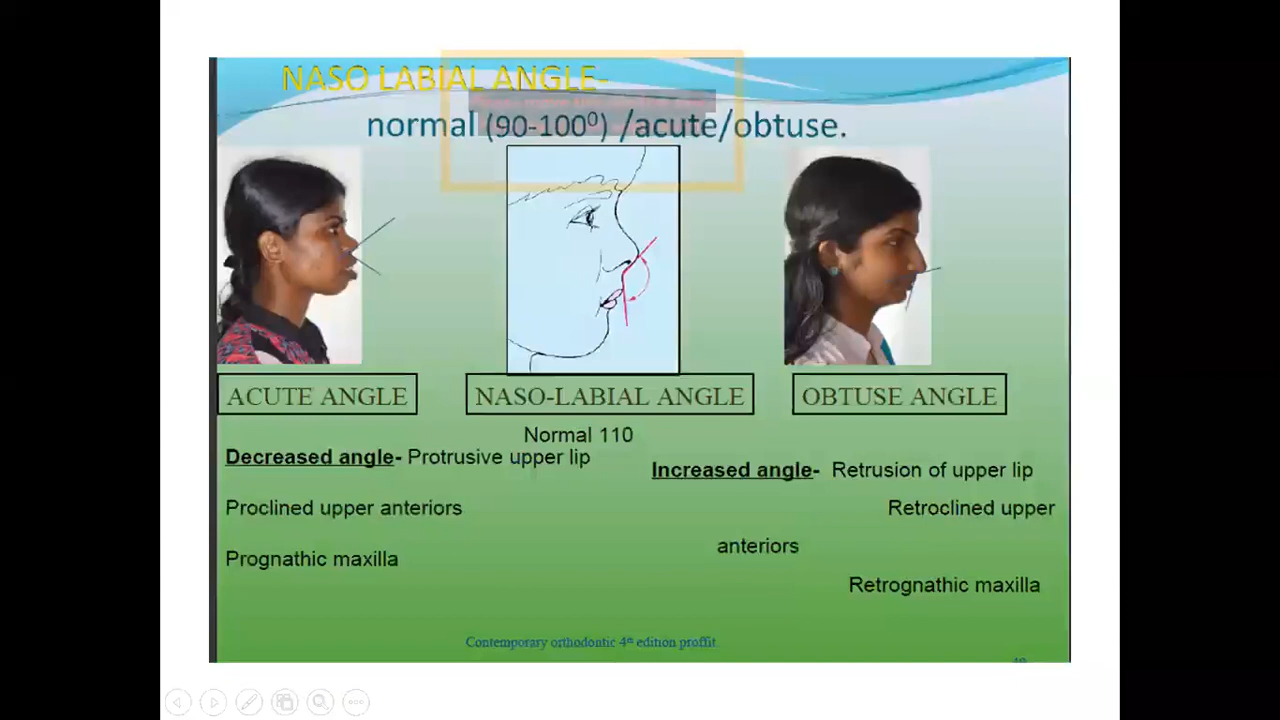 NASO LABIAL ANGLE-
normal (90-100⁰) /acute/obtuse.
ACUTE ANGLE
NASO-LABIAL ANGLE
OBTUSE ANGLE
Normal 110
Decreased angle- Protrusive upper lip
Increased angle- Retrusion of upper lip
Proclined upper anteriors
Retroclined upper
anteriors
Prognathic maxilla
Retrognathic maxilla
Contemporary orthodontic 4th edition proffit